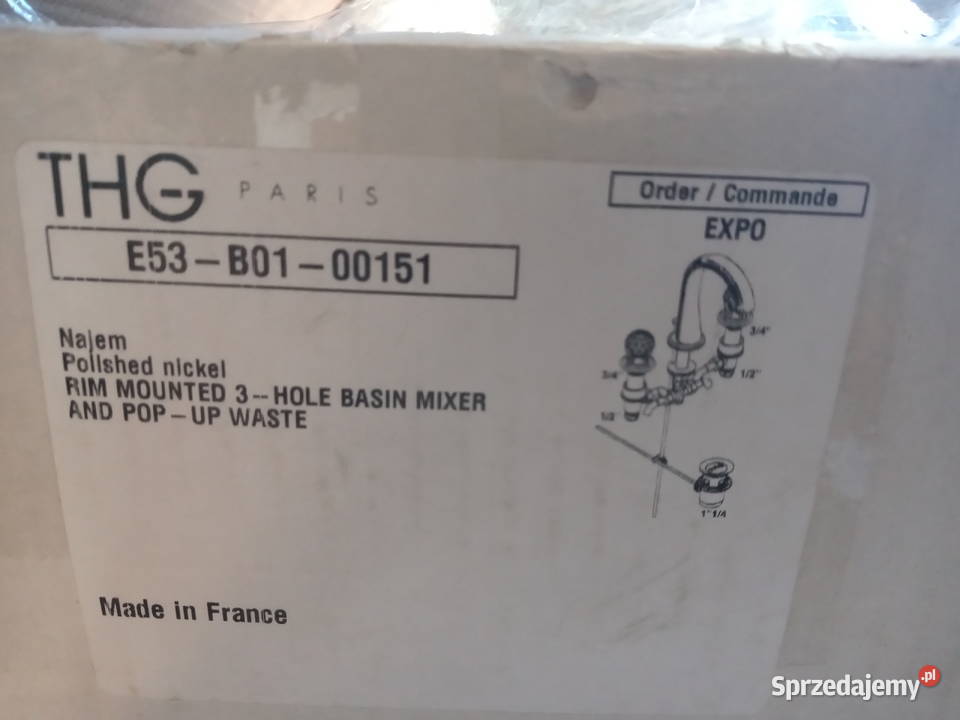 THG PARIS
Order / Commande
EXPO
E53-B01-00151
Najem
Polished nickel
RIM MOUNTED 3--HOLE BASIN MIXER
AND POP-UP WASTE
3/4"
3/4
1/2"
1/2
1"1/4
Made in France
Sprzedajemy.pl